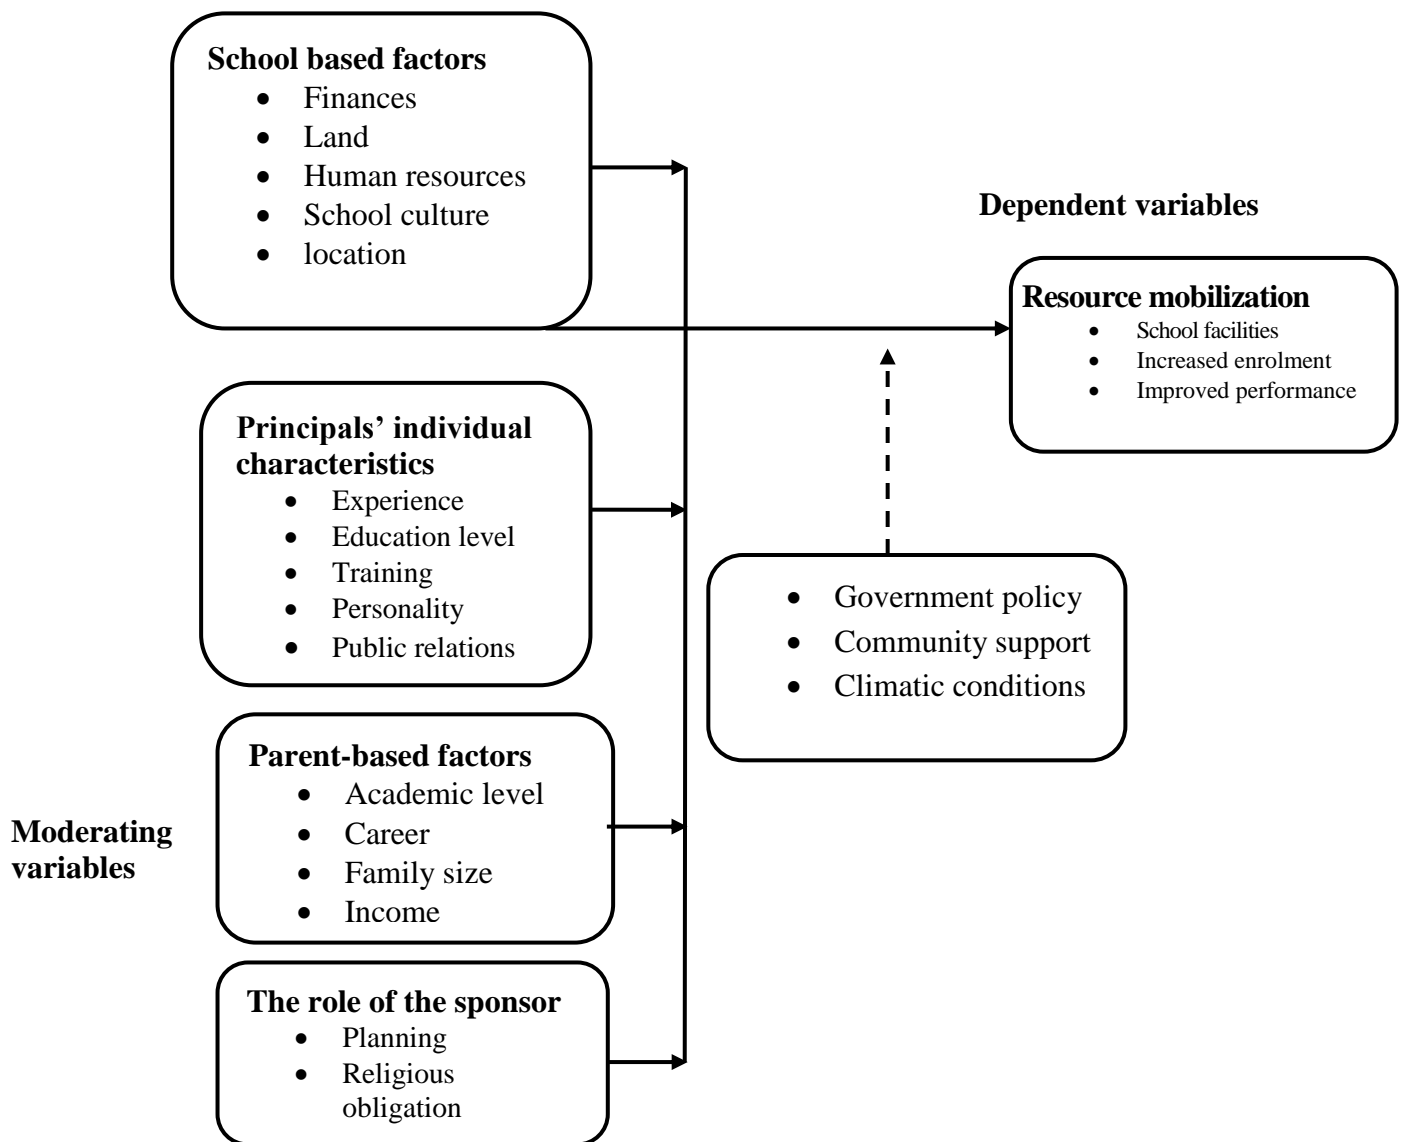 School based factors
• Finances
• Land
• Human resources
• School culture
• location
Dependent variables
Resource mobilization
• School facilities
• Increased enrolment
• Improved performance
Principals’ individual
characteristics
• Experience
• Education level
• Training
• Personality
• Public relations
• Government policy
• Community support
• Climatic conditions
Parent-based factors
• Academic level
• Career
• Family size
• Income
Moderating
variables
The role of the sponsor
• Planning
• Religious
obligation